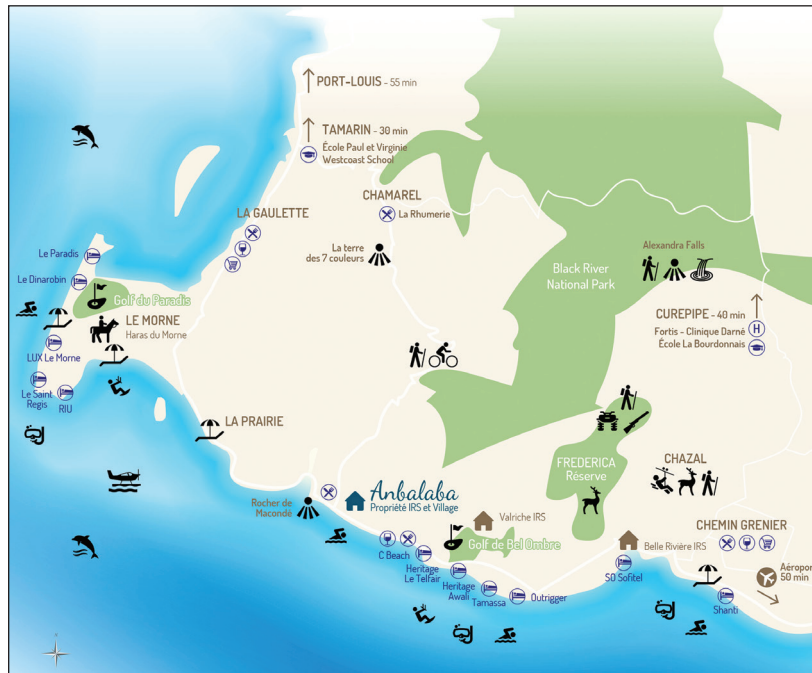 PORT-LOUIS - 55 min
TAMARIN - 30 min
École Paul et Virginie
Westcoast School
CHAMAREL
La Rhumerie
LA GAULETTE
La terre
des 7 couleurs
Alexandra Falls
Black River
National Park
Le Paradis
Le Dinarobin
Golf du Paradis
LE MORNE
Haras du Morne
CUREPIPE - 40 min
Fortis - Clinique Darné
H
École La Bourdonnais
LUX Le Morne
Le Saint
Regis
RIU
LA PRAIRIE
FREDERICA
Réserve
CHAZAL
Anbalaba
Propriété IRS et Village
Rocher de
Macondé
Valriche IRS
Golf de Bel Ombre
Belle Rivière IRS
CHEMIN GRENIER
C Beach
Heritage
Le Telfair
Heritage
Awali
Tamassa
Outrigger
SO Sofitel
Shanti
Aéropor
50 min